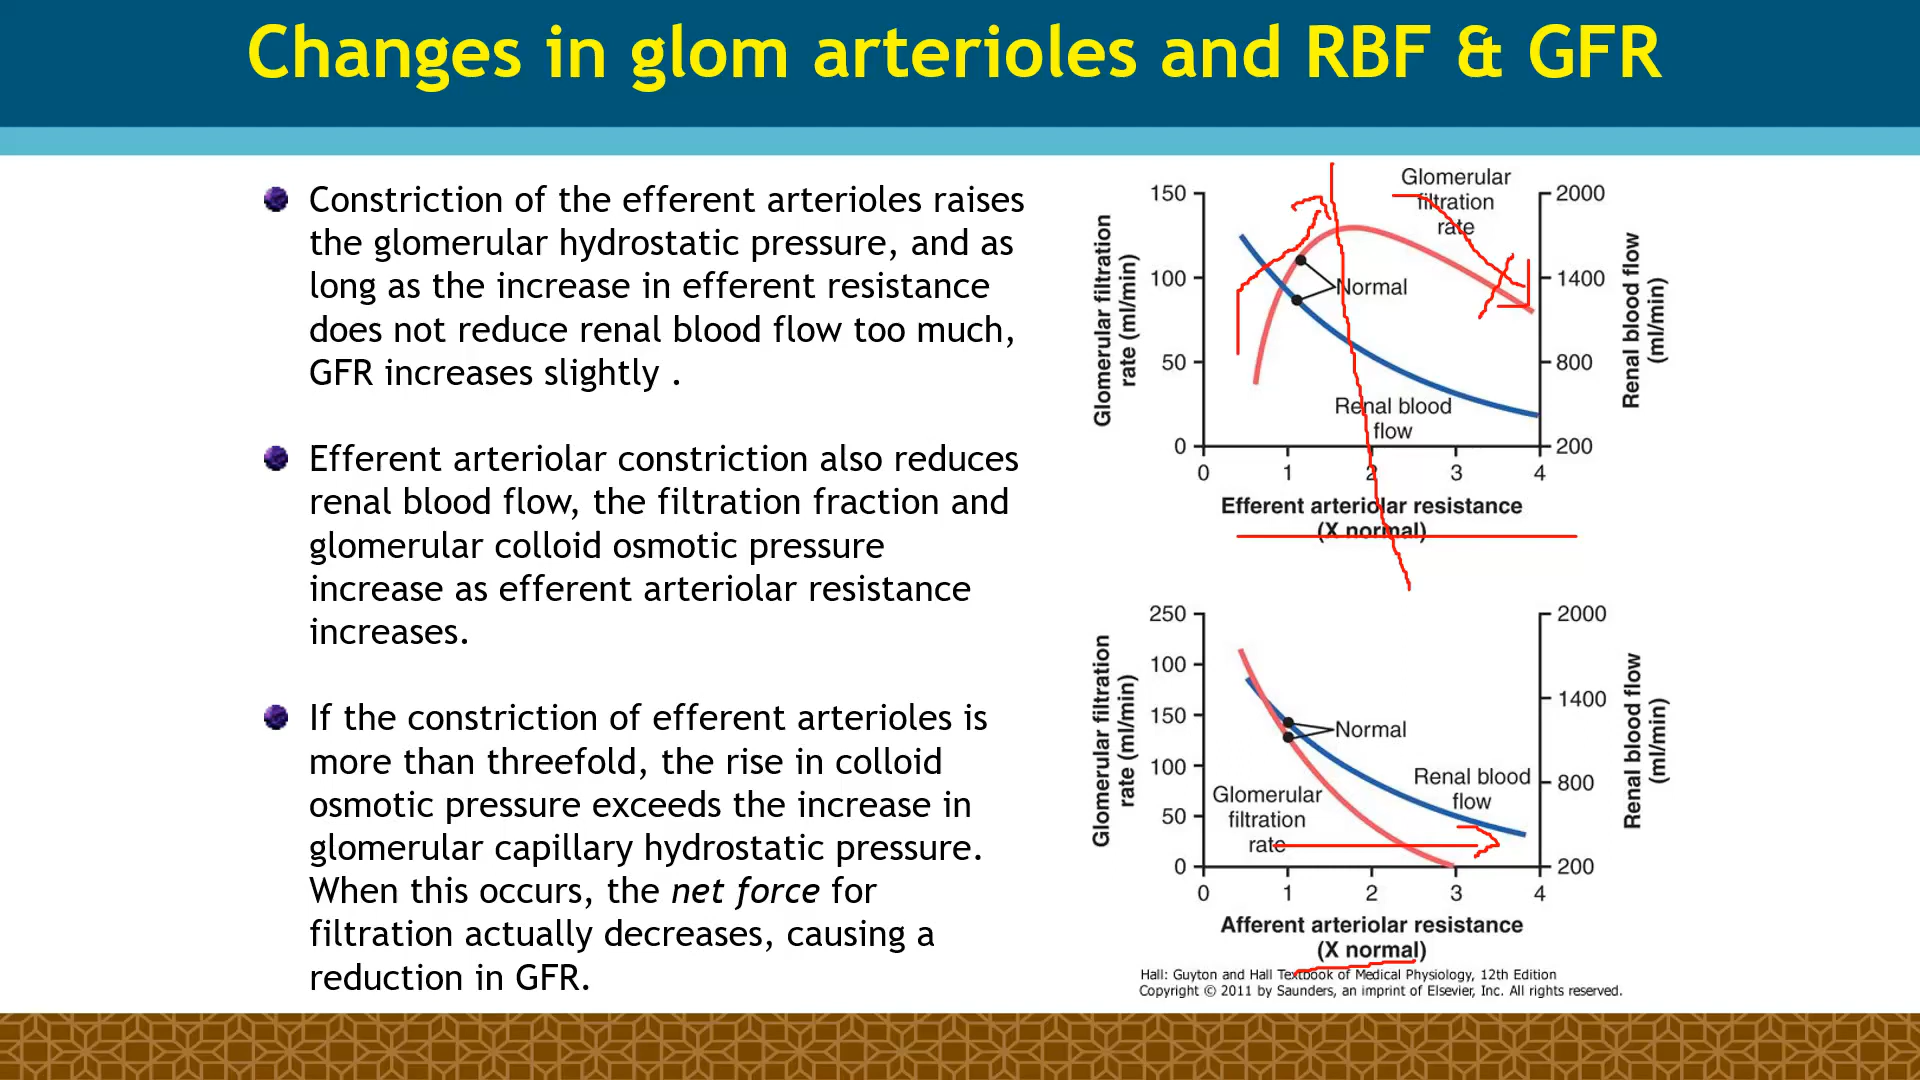 Changes in glom arterioles and RBF & GFR
Constriction of the efferent arterioles raises
the glomerular hydrostatic pressure, and as
long as the increase in efferent resistance
does not reduce renal blood flow too much,
GFR increases slightly .
Efferent arteriolar constriction also reduces
renal blood flow, the filtration fraction and
glomerular colloid osmotic pressure
increase as efferent arteriolar resistance
increases.
If the constriction of efferent arterioles is
more than threefold, the rise in colloid
osmotic pressure exceeds the increase in
glomerular capillary hydrostatic pressure.
When this occurs, the net force for
filtration actually decreases, causing a
reduction in GFR.
Glomerular filtration
rate (ml/min)
150
100
50
0
Glomerular
filtration
rate
Normal
Renal blood
flow
2000
1400
800
200
Renal blood flow
(ml/min)
0 1 2 3 4
Efferent arteriolar resistance
(X normal)
Glomerular filtration
rate (ml/min)
250
100
150
100
50
0
Normal
Renal blood
flow
Glomerular
filtration
rate
2000
1400
800
200
Renal blood flow
(ml/min)
0 1 2 3 4
Afferent arteriolar resistance
(X normal)
Hall: Guyton and Hall Textbook of Medical Physiology, 12th Edition
Copyright © 2011 by Saunders, an imprint of Elsevier, Inc. All rights reserved.